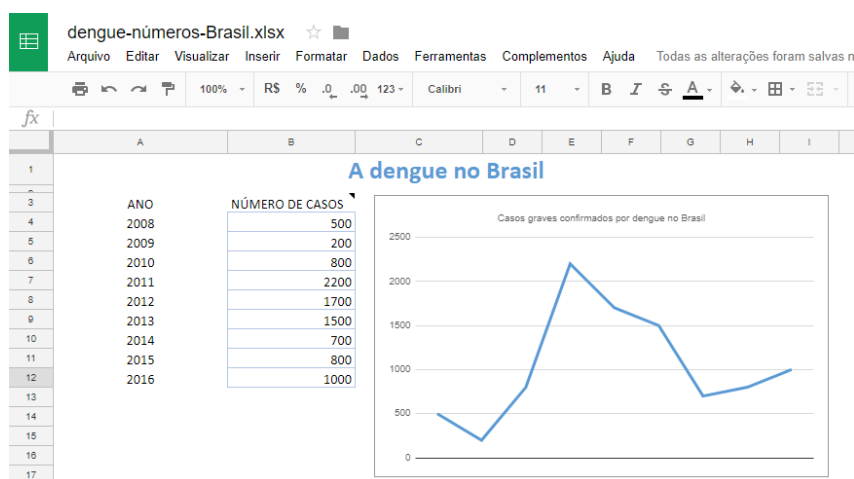 dengue-números-Brasil.xlsx
Arquivo Editar Visualizar Inserir Formatar Dados Ferramentas Complementos Ajuda Todas as alterações foram salvas n
100% R$ % .0 .00 123 Calibri 11 B I S A
fx
A B C D E F G H I
1 A dengue no Brasil
3 ANO NÚMERO DE CASOS
4 2008 500
5 2009 200
6 2010 800
7 2011 2200
8 2012 1700
9 2013 1500
10 2014 700
11 2015 800
12 2016 1000
13
14
15
16
17
Casos graves confirmados por dengue no Brasil
2500
2000
1500
1000
500
0